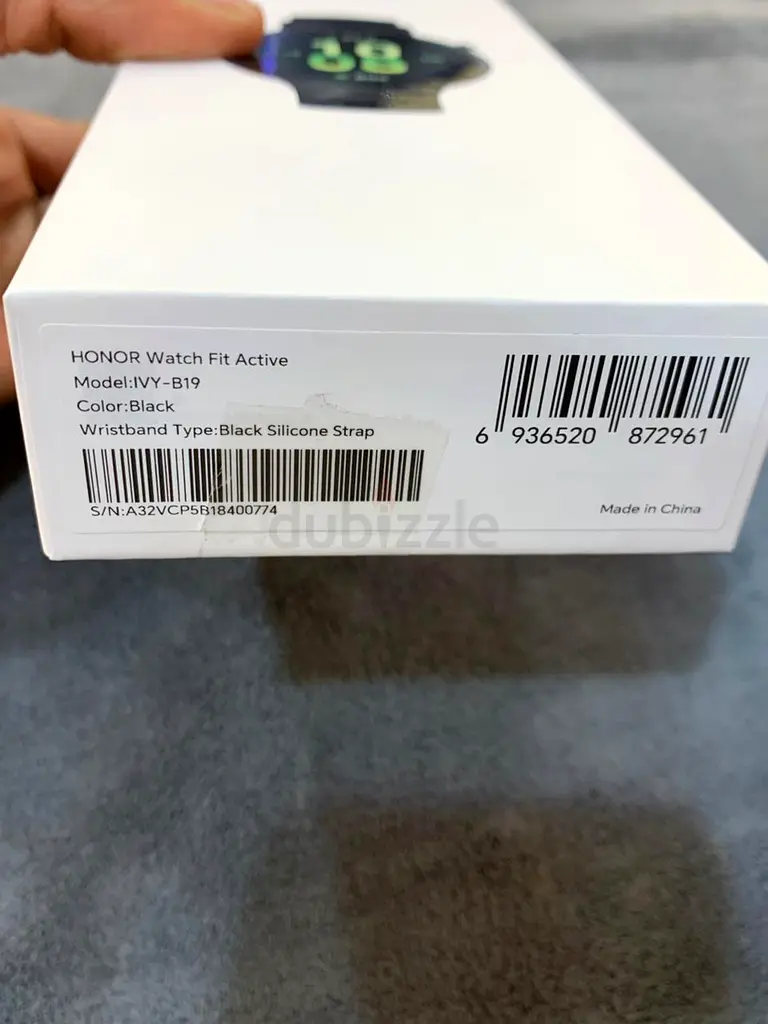 HONOR Watch Fit Active
Model:IVY-B19
Color:Black
Wristband Type:Black Silicone Strap
S/N:A32VCP5B18400774
6 936520 872961
Made in China
dubizzle